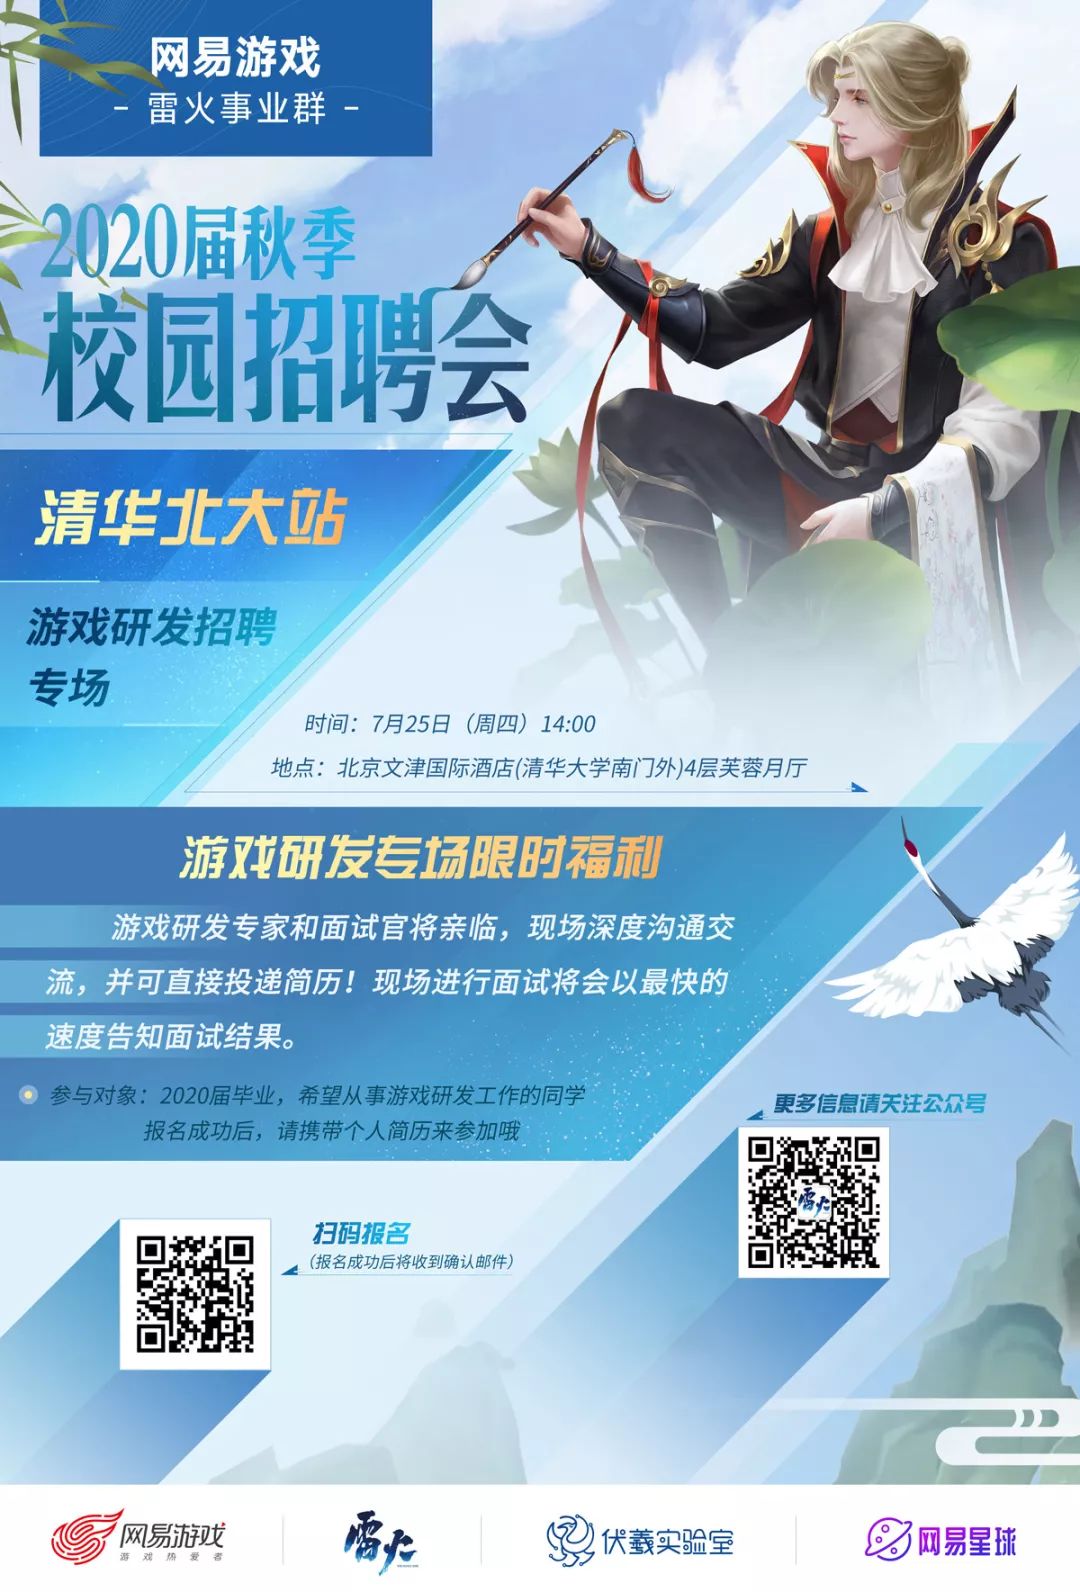 网易游戏
- 雷火事业群 -
2020届秋季
校园招聘会
清华北大站
游戏研发招聘
专场
时间：7月25日（周四）14:00
地点：北京文津国际酒店(清华大学南门外)4层芙蓉月厅
游戏研发专场限时福利
游戏研发专家和面试官将亲临，现场深度沟通交
流，并可直接投递简历！现场进行面试将会以最快的
速度告知面试结果。
参与对象：2020届毕业，希望从事游戏研发工作的同学
报名成功后，请携带个人简历来参加哦
更多信息请关注公众号
雷火
扫码报名
（报名成功后将收到确认邮件）
网易游戏
游戏热爱者
雷火
伏羲实验室
网易星球